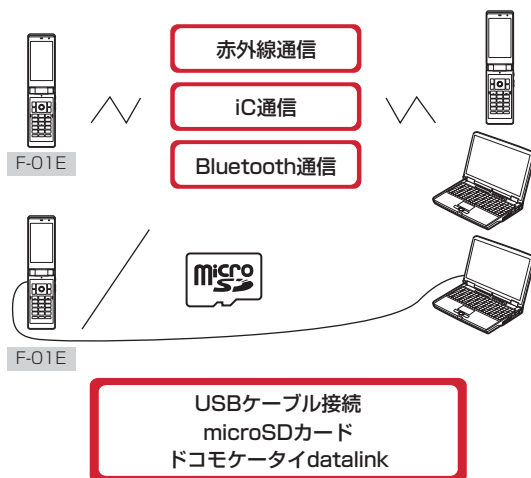 赤外線通信
iC通信
Bluetooth通信
F-01E
micro
SD
F-01E
USBケーブル接続
microSDカード
ドコモケータイdatalink